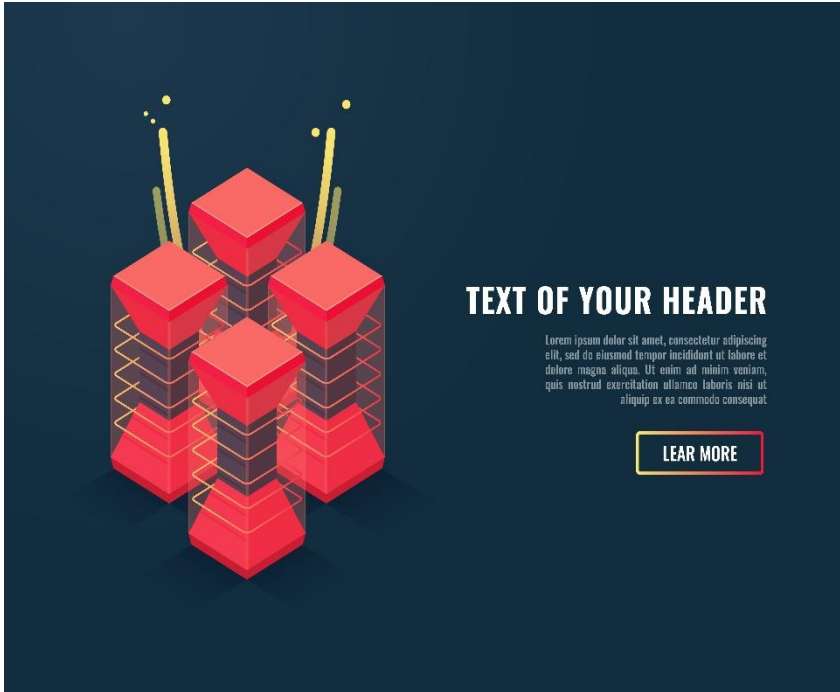 TEXT OF YOUR HEADER
Lorem ipsum dolor sit amet, consectetur adipiscing
elit, sed do eiusmod tempor incididunt ut labore et
dolore magna aliqua. Ut enim ad minim veniam,
quis nostrud exercitation ullamco laboris nisi ut
aliquip ex ea commodo consequat
LEAR MORE